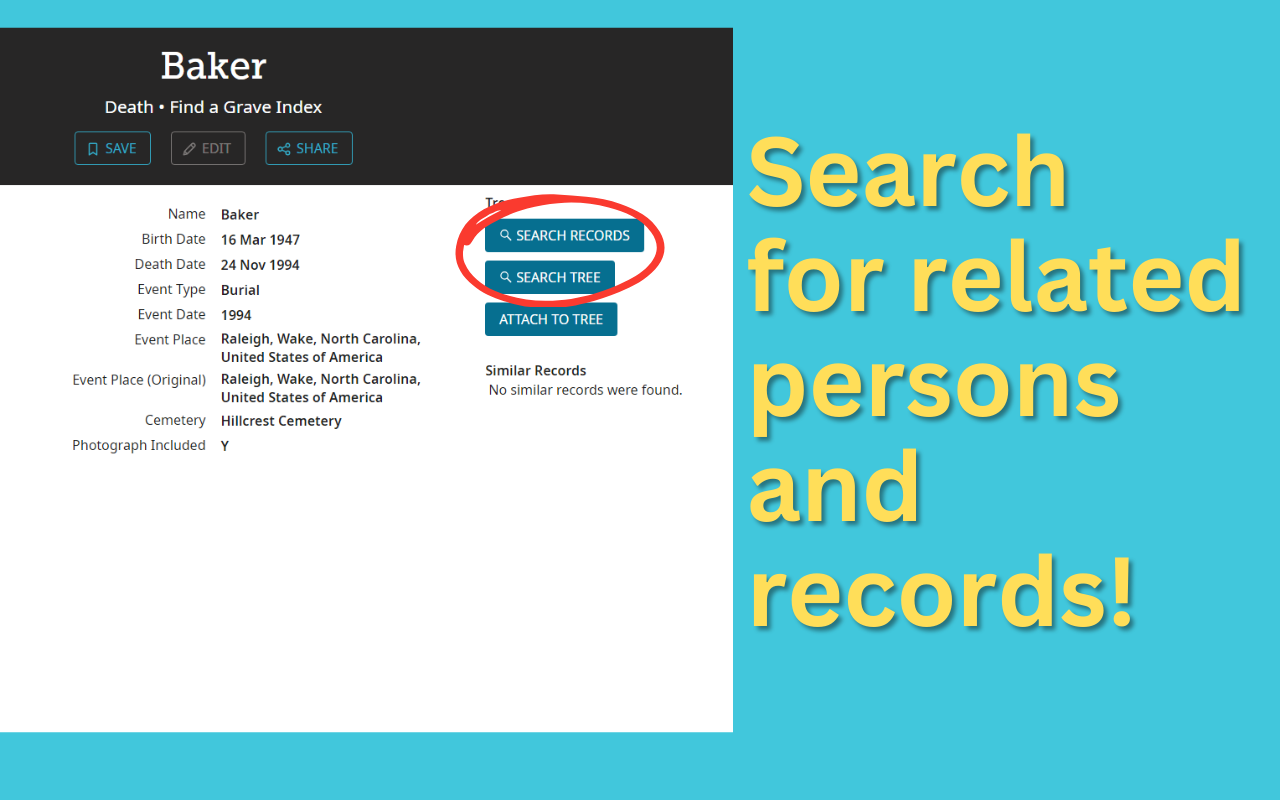 Baker
Death • Find a Grave Index
SAVE
EDIT
SHARE
Name Baker
Birth Date 16 Mar 1947
Death Date 24 Nov 1994
Event Type Burial
Event Date 1994
Event Place Raleigh, Wake, North Carolina,
United States of America
Event Place (Original) Raleigh, Wake, North Carolina,
United States of America
Cemetery Hillcrest Cemetery
Photograph Included Y
SEARCH RECORDS
SEARCH TREE
ATTACH TO TREE
Similar Records
No similar records were found.
Search
for related
persons
and
records!